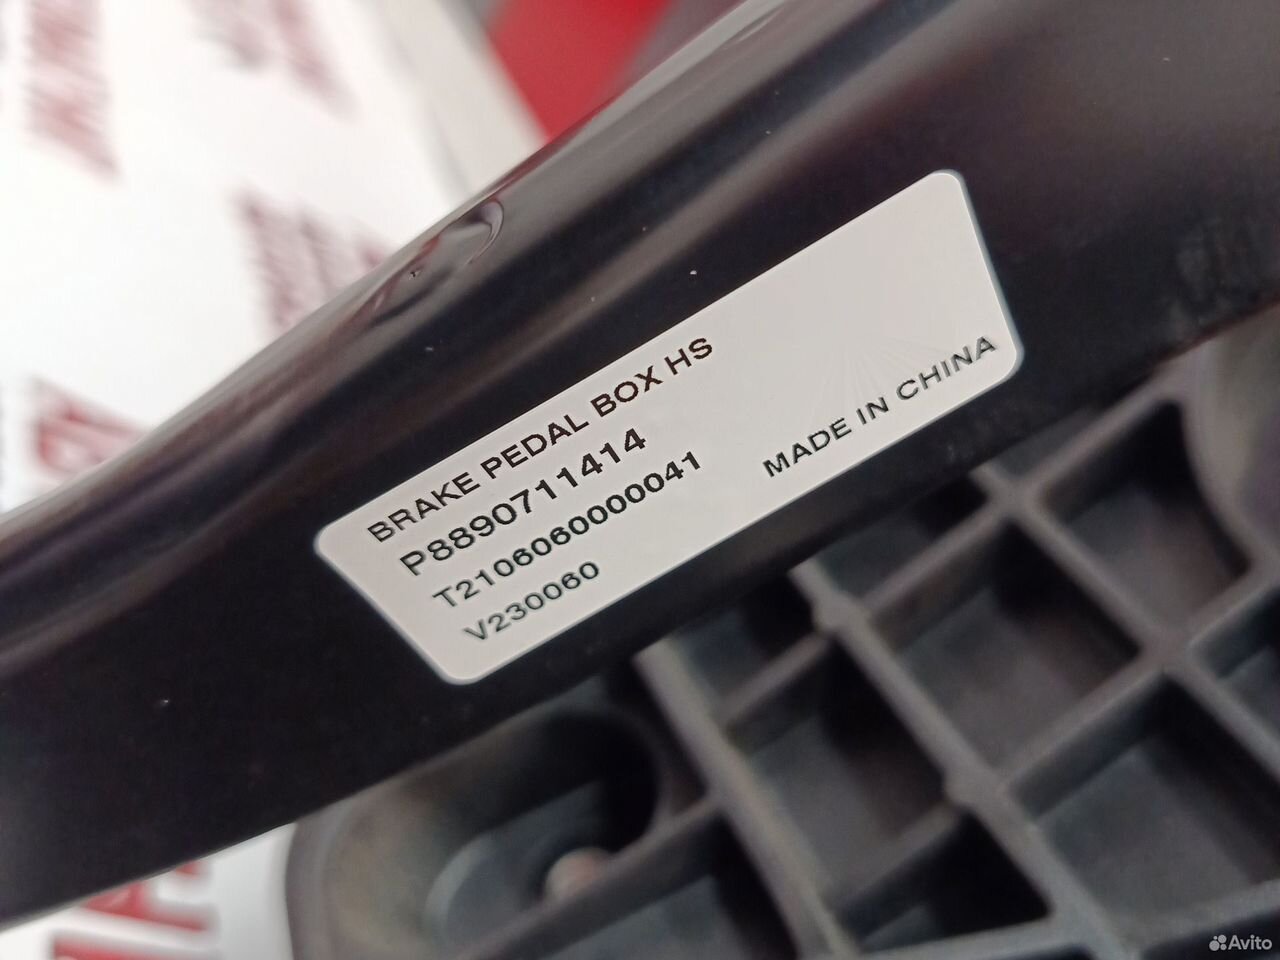 BRAKE PEDAL BOX HS
P8890711414
T2106060000041
V230060
MADE IN CHINA
Avito